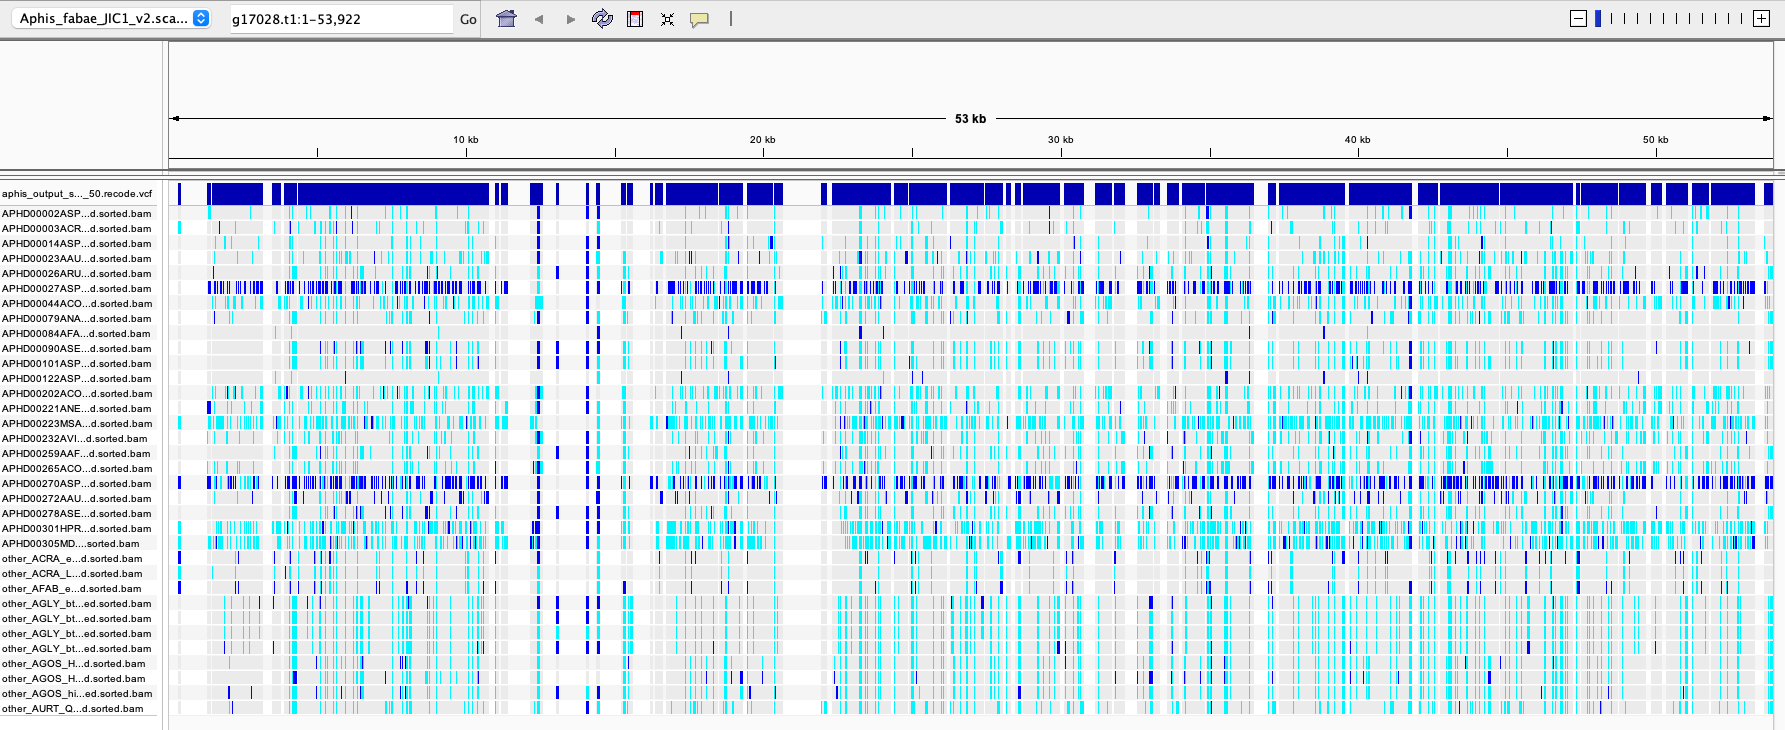 Aphis_fabae_JIC1_v2.sca... g17028.t1:1-53,922 Go
53 kb
10 kb 20 kb 30 kb 40 kb 50 kb
aphis_output_s..._50.recode.vcf
APHD00002ASP...d.sorted.bam
APHD00003ACR...d.sorted.bam
APHD00014ASP...d.sorted.bam
APHD00023AAU...d.sorted.bam
APHD00026ARU...d.sorted.bam
APHD00027ASP...d.sorted.bam
APHD00044ACO...d.sorted.bam
APHD00079ANA...d.sorted.bam
APHD00084AFA...d.sorted.bam
APHD00090ASE...d.sorted.bam
APHD00101ASP...d.sorted.bam
APHD00122ASP...d.sorted.bam
APHD00202ACO...d.sorted.bam
APHD00221ANE...d.sorted.bam
APHD00223MSA...d.sorted.bam
APHD00232AVI...d.sorted.bam
APHD00259AAF...d.sorted.bam
APHD00265ACO...d.sorted.bam
APHD00270ASP...d.sorted.bam
APHD00272AAU...d.sorted.bam
APHD00278ASE...d.sorted.bam
APHD00301HPR...d.sorted.bam
APHD00305MD....sorted.bam
other_ACRA_e...d.sorted.bam
other_ACRA_L...d.sorted.bam
other_AFAB_e...d.sorted.bam
other_AGLY_bt...ed.sorted.bam
other_AGLY_bt...ed.sorted.bam
other_AGLY_bt...ed.sorted.bam
other_AGLY_bt...ed.sorted.bam
other_AGOS_H...d.sorted.bam
other_AGOS_H...d.sorted.bam
other_AGOS_hi...ed.sorted.bam
other_AURT_Q...d.sorted.bam